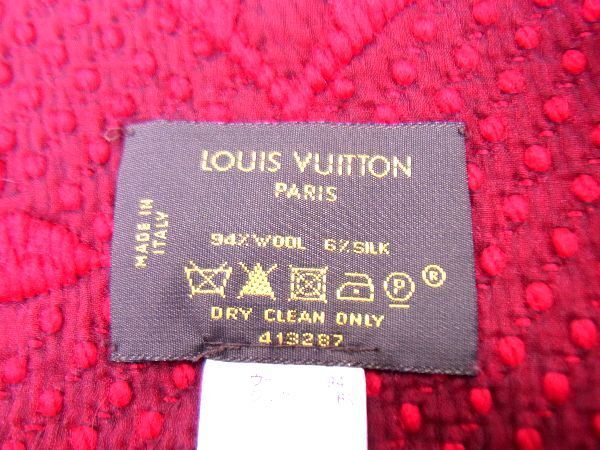 LOUIS VUITTON
PARIS
MADE IN
ITALY
94%WOOL 6%SILK
P ®
DRY CLEAN ONLY
413287